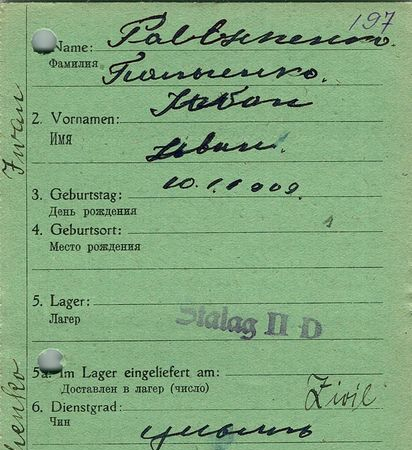 197
Name:
Фамилия
2. Vornamen:
Имя
Иван
3. Geburtstag: 10.1.1909.
День рождения
4. Geburtsort:
Место рождения
5. Lager: Stalag II D
Лагерь
5a. Im Lager eingeliefert am:
Доставлен в лагерь (число)
6. Dienstgrad: Zivil
Чин
Iwan